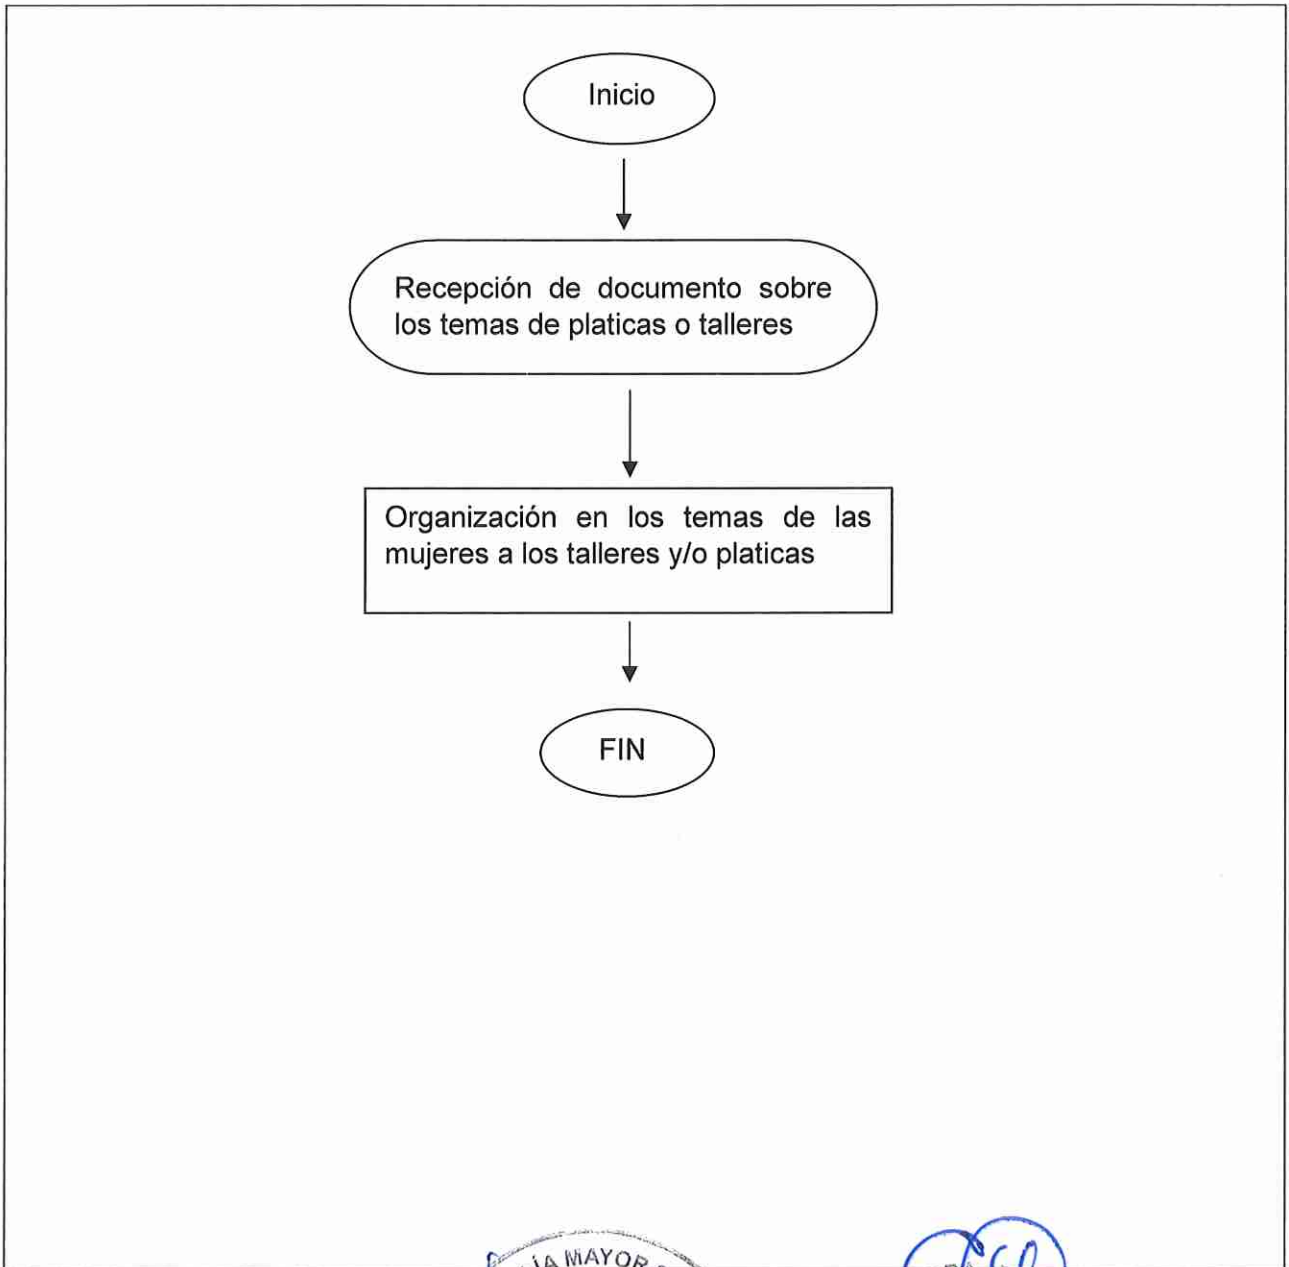 Inicio
Recepción de documento sobre
los temas de platicas o talleres
Organización en los temas de las
mujeres a los talleres y/o platicas
FIN
MAYOR